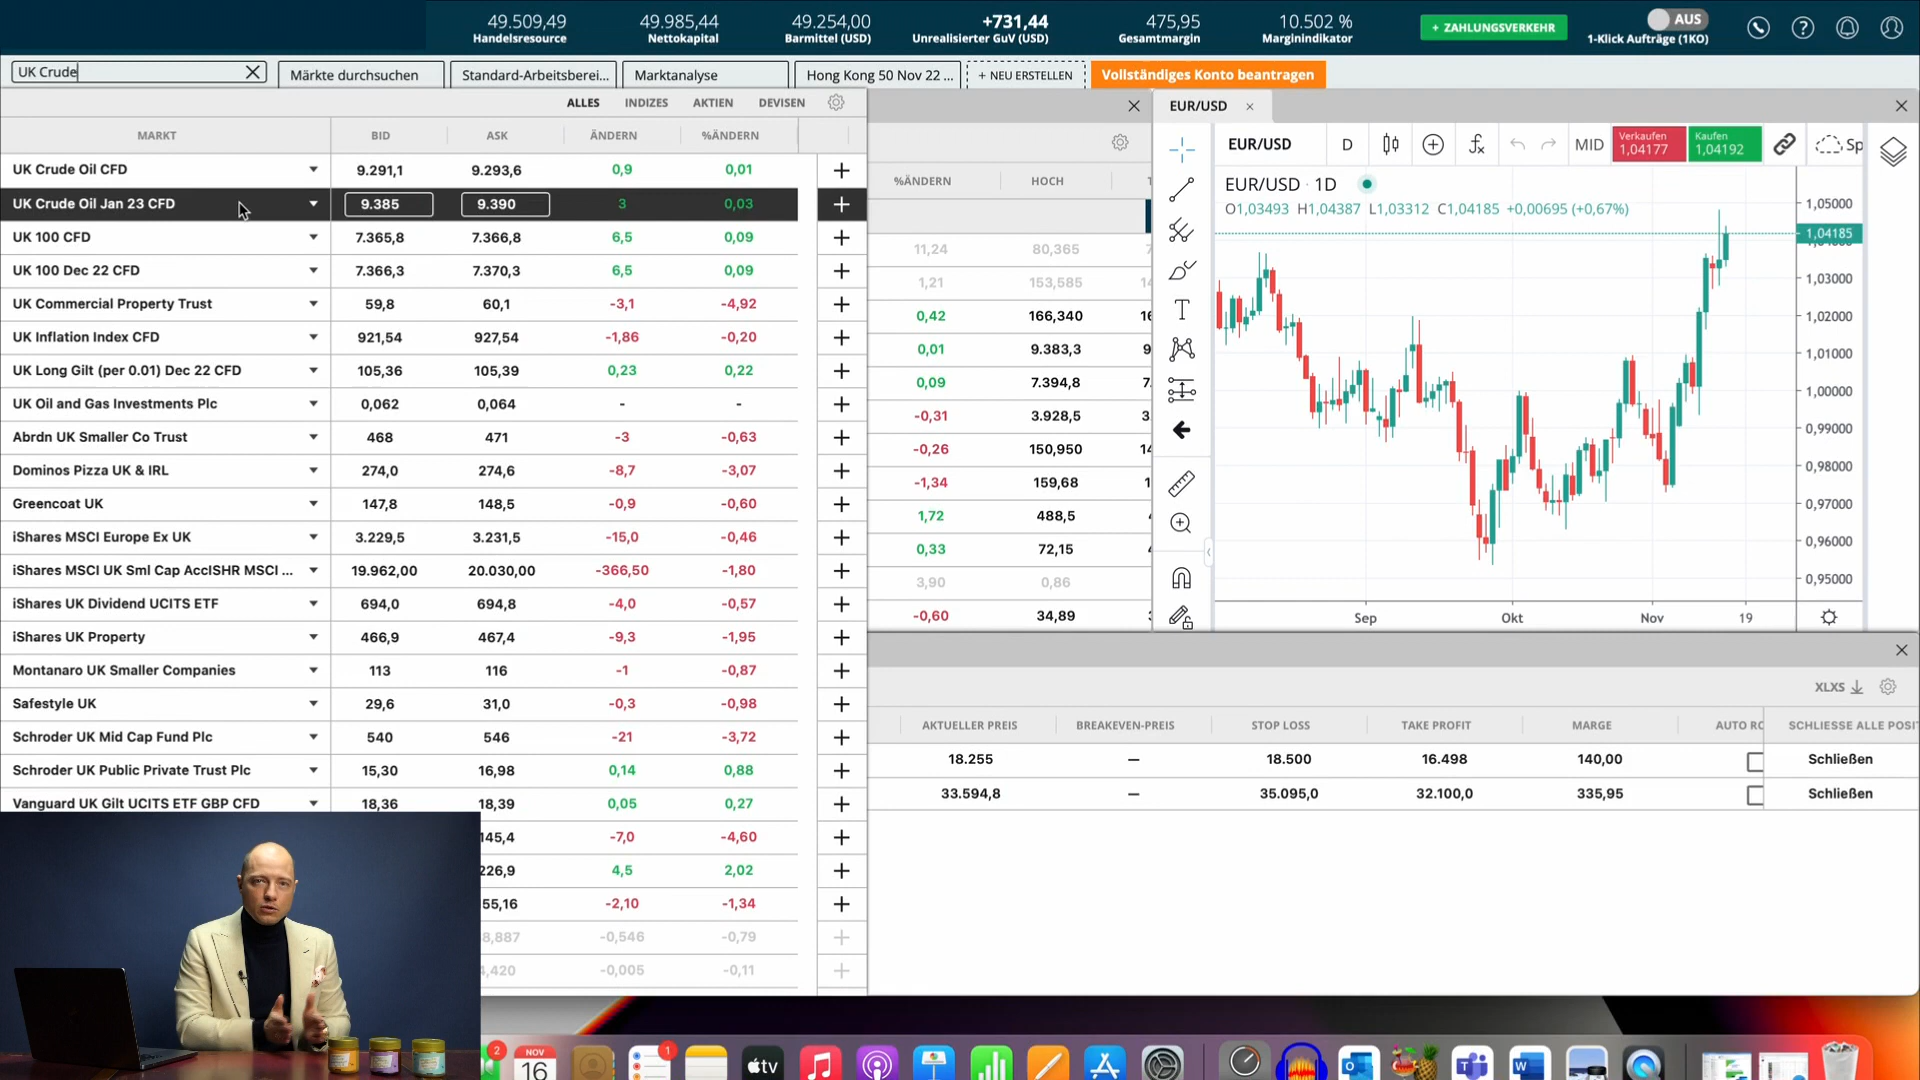 49.509,49
Handelsresource
49.985,44
Nettokapital
49.254,00
Barmittel (USD)
+731,44
Unrealisierter GuV (USD)
475,95
Gesamtmargin
10.502 %
Marginindikator
+ ZAHLUNGSVERKEHR
AUS
1-Klick Aufträge (1KO)
UK Crude
Märkte durchsuchen
Standard-Arbeitsberei...
Marktanalyse
Hong Kong 50 Nov 22 ...
+ NEU ERSTELLEN
Vollständiges Konto beantragen
ALLES INDIZES AKTIEN DEVISEN
MARKT BID ASK ÄNDERN %ÄNDERN
UK Crude Oil CFD 9.291,1 9.293,6 0,9 0,01
UK Crude Oil Jan 23 CFD 9.385 9.390 3 0,03
UK 100 CFD 7.365,8 7.366,8 6,5 0,09
UK 100 Dec 22 CFD 7.366,3 7.370,3 6,5 0,09
UK Commercial Property Trust 59,8 60,1 -3,1 -4,92
UK Inflation Index CFD 921,54 927,54 -1,86 -0,20
UK Long Gilt (per 0.01) Dec 22 CFD 105,36 105,39 0,23 0,22
UK Oil and Gas Investments Plc 0,062 0,064 - -
Abrdn UK Smaller Co Trust 468 471 -3 -0,63
Dominos Pizza UK & IRL 274,0 274,6 -8,7 -3,07
Greencoat UK 147,8 148,5 -0,9 -0,60
iShares MSCI Europe Ex UK 3.229,5 3.231,5 -15,0 -0,46
iShares MSCI UK Sml Cap AccISHR MSCI ... 19.962,00 20.030,00 -366,50 -1,80
iShares UK Dividend UCITS ETF 694,0 694,8 -4,0 -0,57
iShares UK Property 466,9 467,4 -9,3 -1,95
Montanaro UK Smaller Companies 113 116 -1 -0,87
Safestyle UK 29,6 31,0 -0,3 -0,98
Schroder UK Mid Cap Fund Plc 540 546 -21 -3,72
Schroder UK Public Private Trust Plc 15,30 16,98 0,14 0,88
Vanguard UK Gilt UCITS ETF GBP CFD 18,36 18,39 0,05 0,27
145,4 -7,0 -4,60
226,9 4,5 2,02
55,16 -2,10 -1,34
8,887 -0,546 -0,79
4,420 -0,005 -0,11
%ÄNDERN HOCH
11,24 80,365
1,21 153,585
0,42 166,340
0,01 9.383,3
0,09 7.394,8
-0,31 3.928,5
-0,26 150,950
-1,34 159,68
1,72 488,5
0,33 72,15
3,90 0,86
-0,60 34,89
EUR/USD
EUR/USD D MID
Verkaufen
1,04177
Kaufen
1,04192
Sp
EUR/USD · 1D
O1,03493 H1,04387 L1,03312 C1,04185 +0,00695 (+0,67%)
1,05000
1,04185
1,03000
1,02000
1,01000
1,00000
0,99000
0,98000
0,97000
0,96000
0,95000
Sep Okt Nov 19
XLXS
AKTUELLER PREIS BREAKEVEN-PREIS STOP LOSS TAKE PROFIT MARGE AUTO RO SCHLIESSE ALLE POSIT
18.255 — 18.500 16.498 140,00 Schließen
33.594,8 — 35.095,0 32.100,0 335,95 Schließen
2
NOV
16
1
tv